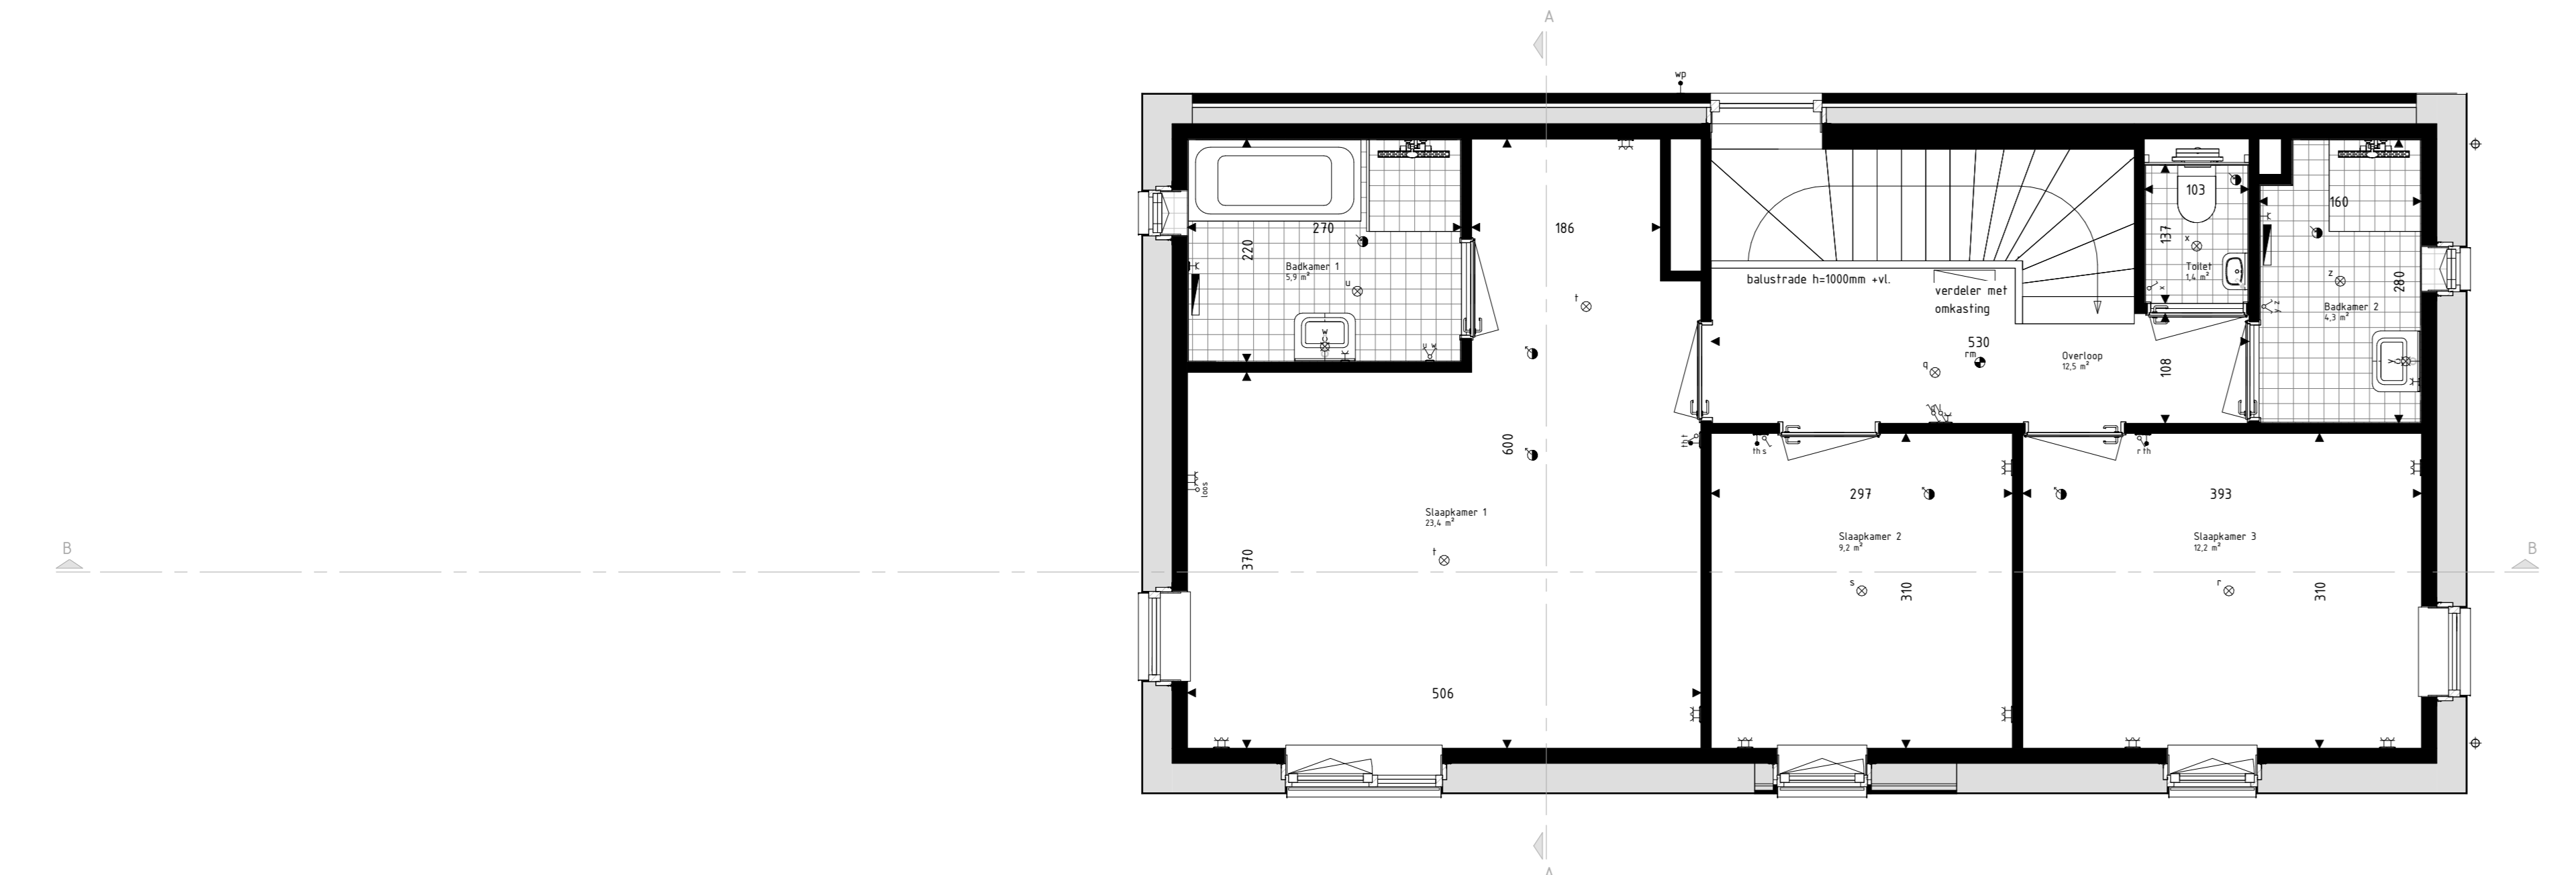 A
wp
103
160
270
186
220
137
Badkamer 1
5,9 m²
u
x
Toilet
1,4 m²
x
z
280
balustrade h=1000mm +vl.
verdeler met
omkasting
t
Badkamer 2
4,3 m²
y z
w
u w
530
rm
q
Overloop
12,5 m²
108
y
th t
th s
r th
600
loos
297
393
Slaapkamer 1
23,4 m²
Slaapkamer 2
9,2 m²
Slaapkamer 3
12,2 m²
B
B
370
t
s
310
r
310
506
A